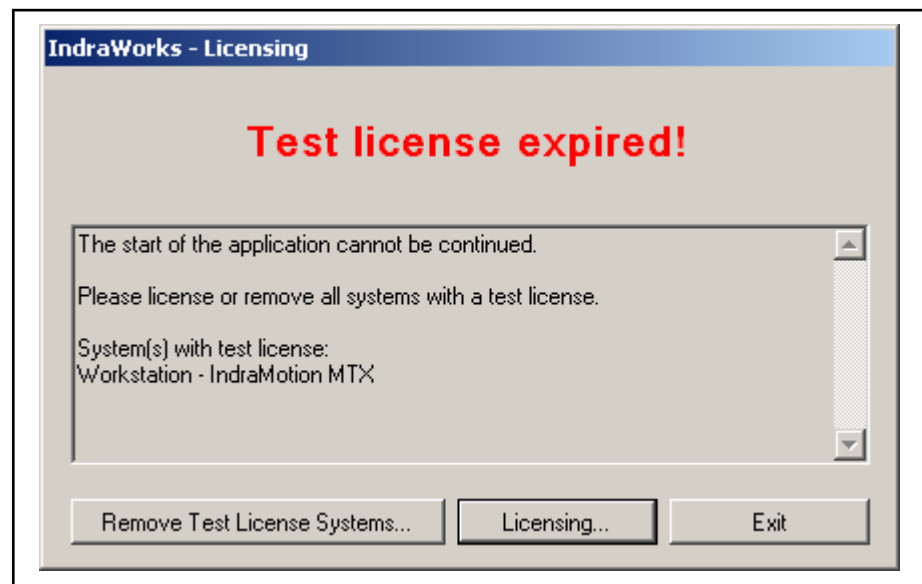 IndraWorks - Licensing
Test license expired!
The start of the application cannot be continued.
Please license or remove all systems with a test license.
System(s) with test license:
Workstation - IndraMotion MTX
Remove Test License Systems... Licensing... Exit